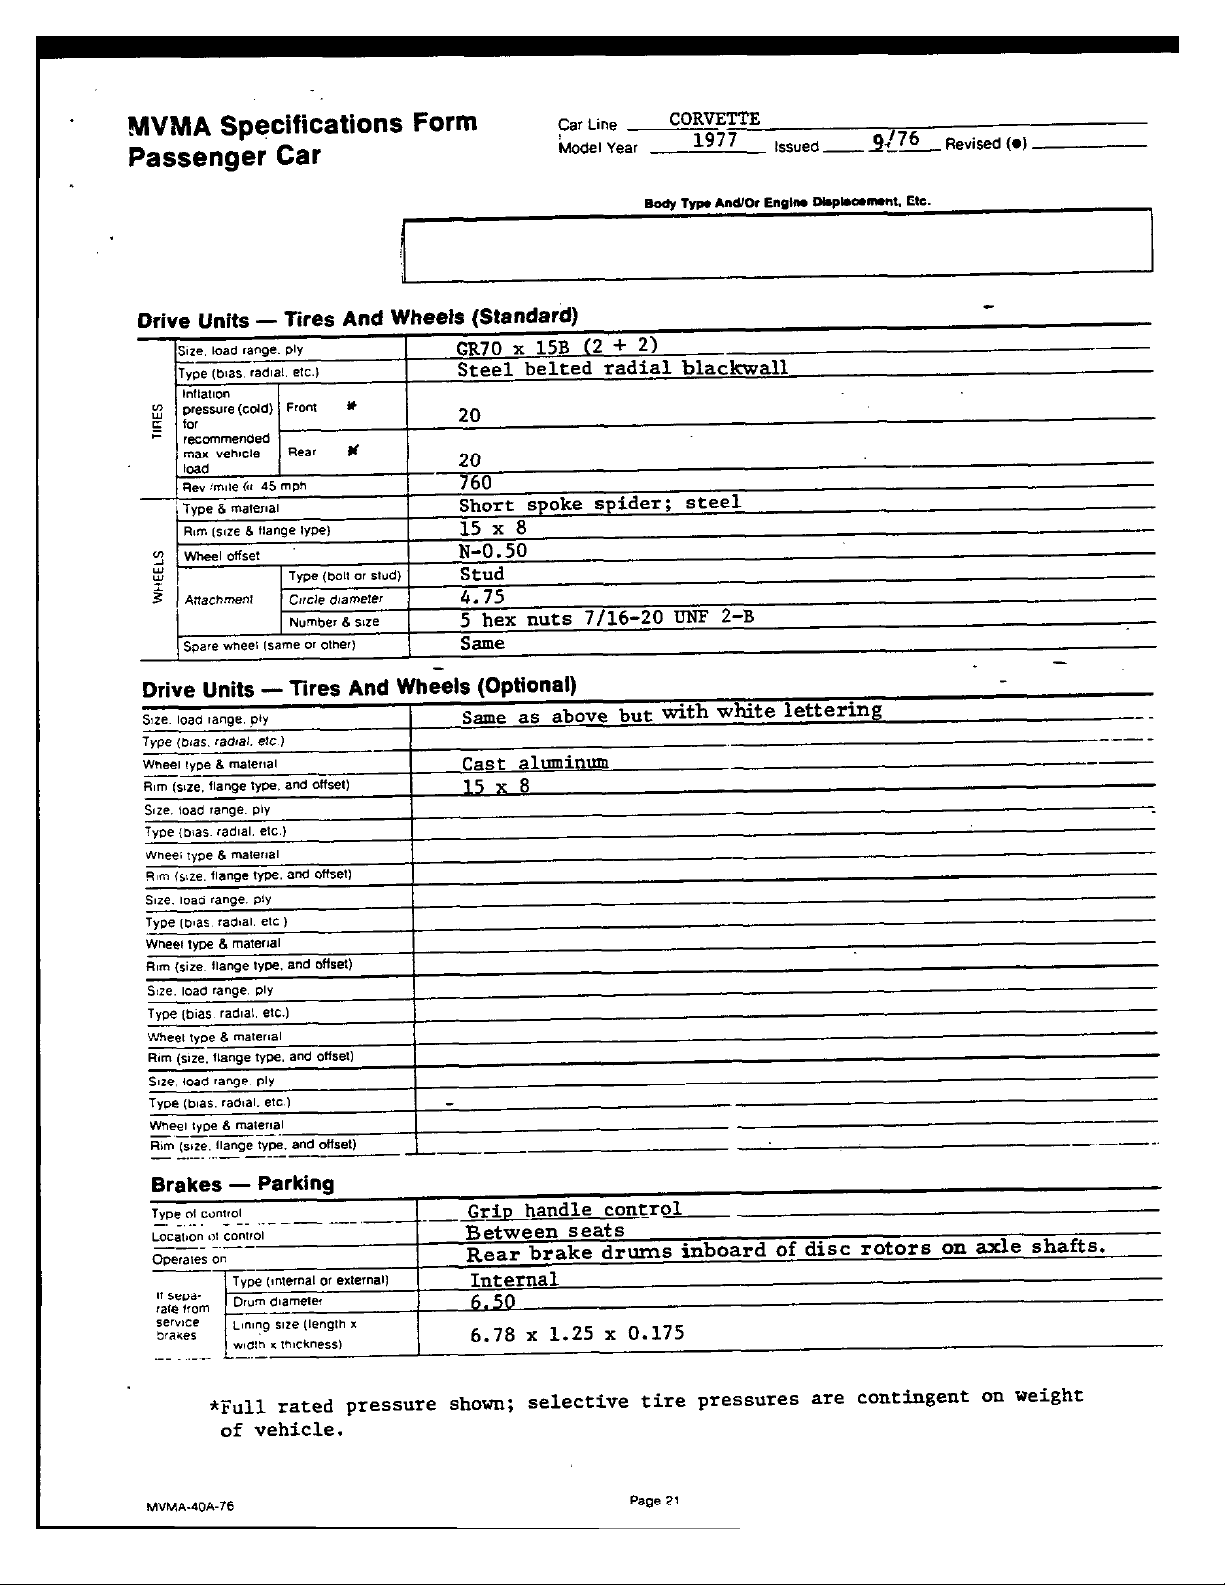 MVMA Specifications Form
Passenger Car
Car Line CORVETTE
Model Year 1977 Issued 9/76 Revised (●)
Body Type And/Or Engine Displacement, Etc.
Drive Units — Tires And Wheels (Standard)
TIRES
Size, load range, ply GR70 x 15B (2 + 2)
Type (bias, radial, etc.) Steel belted radial blackwall
Inflation pressure (cold) for recommended max vehicle load
Front * 20
Rear * 20
Rev/mile @ 45 mph 760
WHEELS
Type & material Short spoke spider; steel
Rim (size & flange type) 15 x 8
Wheel offset N-0.50
Attachment
Type (bolt or stud) Stud
Circle diameter 4.75
Number & size 5 hex nuts 7/16-20 UNF 2-B
Spare wheel (same or other) Same
Drive Units — Tires And Wheels (Optional)
Size, load range, ply Same as above but with white lettering
Type (bias, radial, etc.)
Wheel type & material Cast aluminum
Rim (size, flange type, and offset) 15 x 8
Size, load range, ply
Type (bias, radial, etc.)
Wheel type & material
Rim (size, flange type, and offset)
Size, load range, ply
Type (bias, radial, etc.)
Wheel type & material
Rim (size, flange type, and offset)
Size, load range, ply
Type (bias, radial, etc.)
Wheel type & material
Rim (size, flange type, and offset)
Size, load range, ply
Type (bias, radial, etc.)
Wheel type & material
Rim (size, flange type, and offset)
Brakes — Parking
Type of control Grip handle control
Location of control Between seats
Operates on Rear brake drums inboard of disc rotors on axle shafts.
If separate from service brakes
Type (internal or external) Internal
Drum diameter 6.50
Lining size (length x width x thickness) 6.78 x 1.25 x 0.175
*Full rated pressure shown; selective tire pressures are contingent on weight
of vehicle.
MVMA-40A-76
Page 21